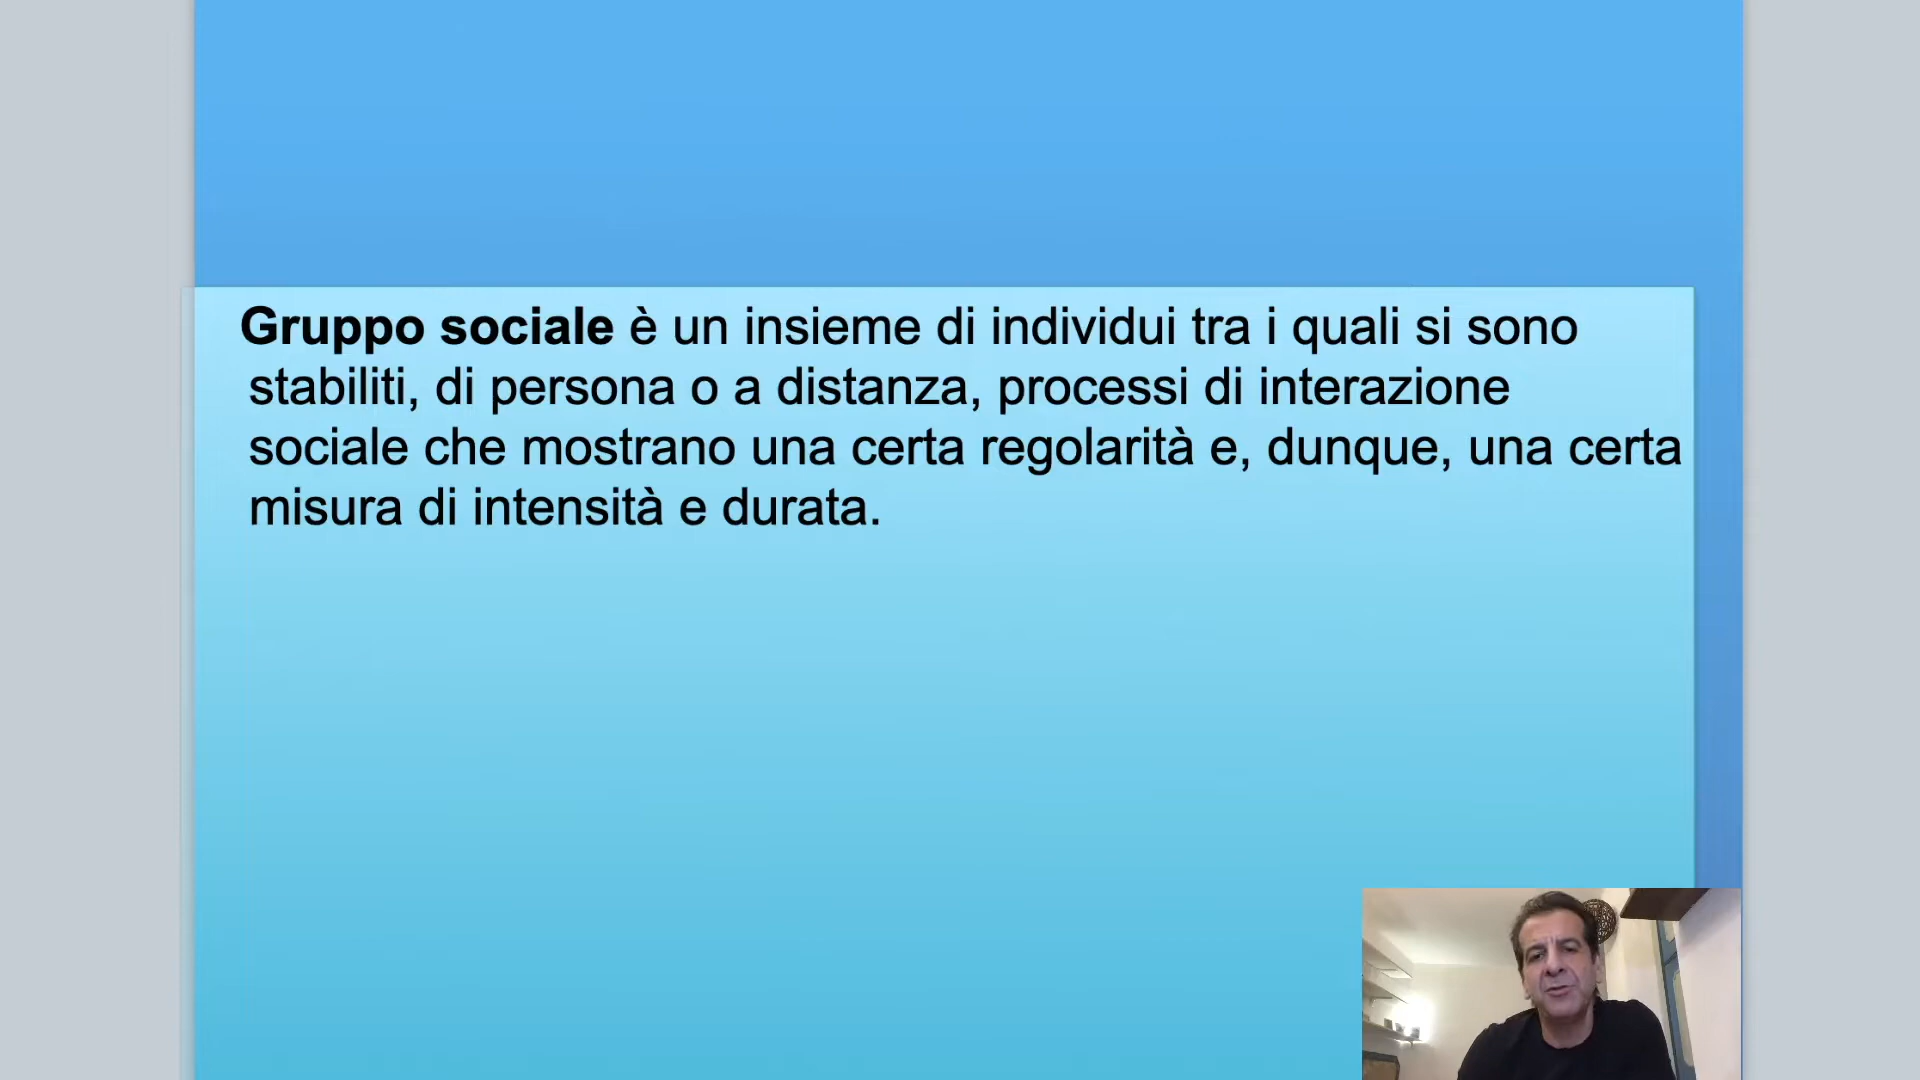 Gruppo sociale è un insieme di individui tra i quali si sono
stabiliti, di persona o a distanza, processi di interazione
sociale che mostrano una certa regolarità e, dunque, una certa
misura di intensità e durata.